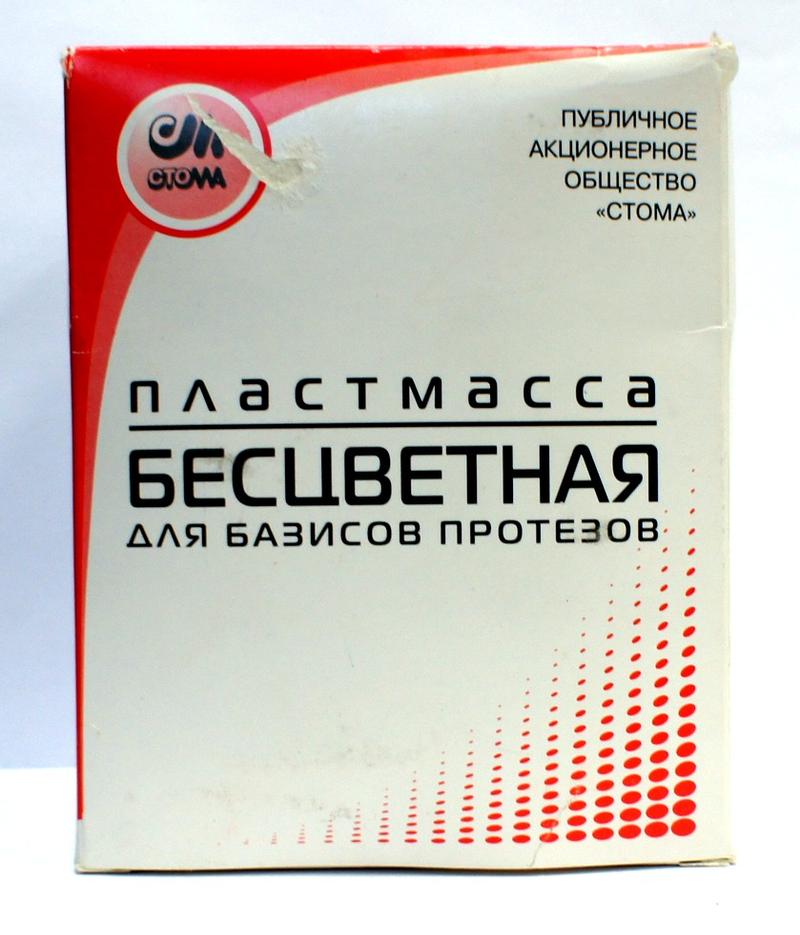 СТОМА
ПУБЛИЧНОЕ
АКЦИОНЕРНОЕ
ОБЩЕСТВО
«СТОМА»
пластмасса
БЕСЦВЕТНАЯ
ДЛЯ БАЗИСОВ ПРОТЕЗОВ